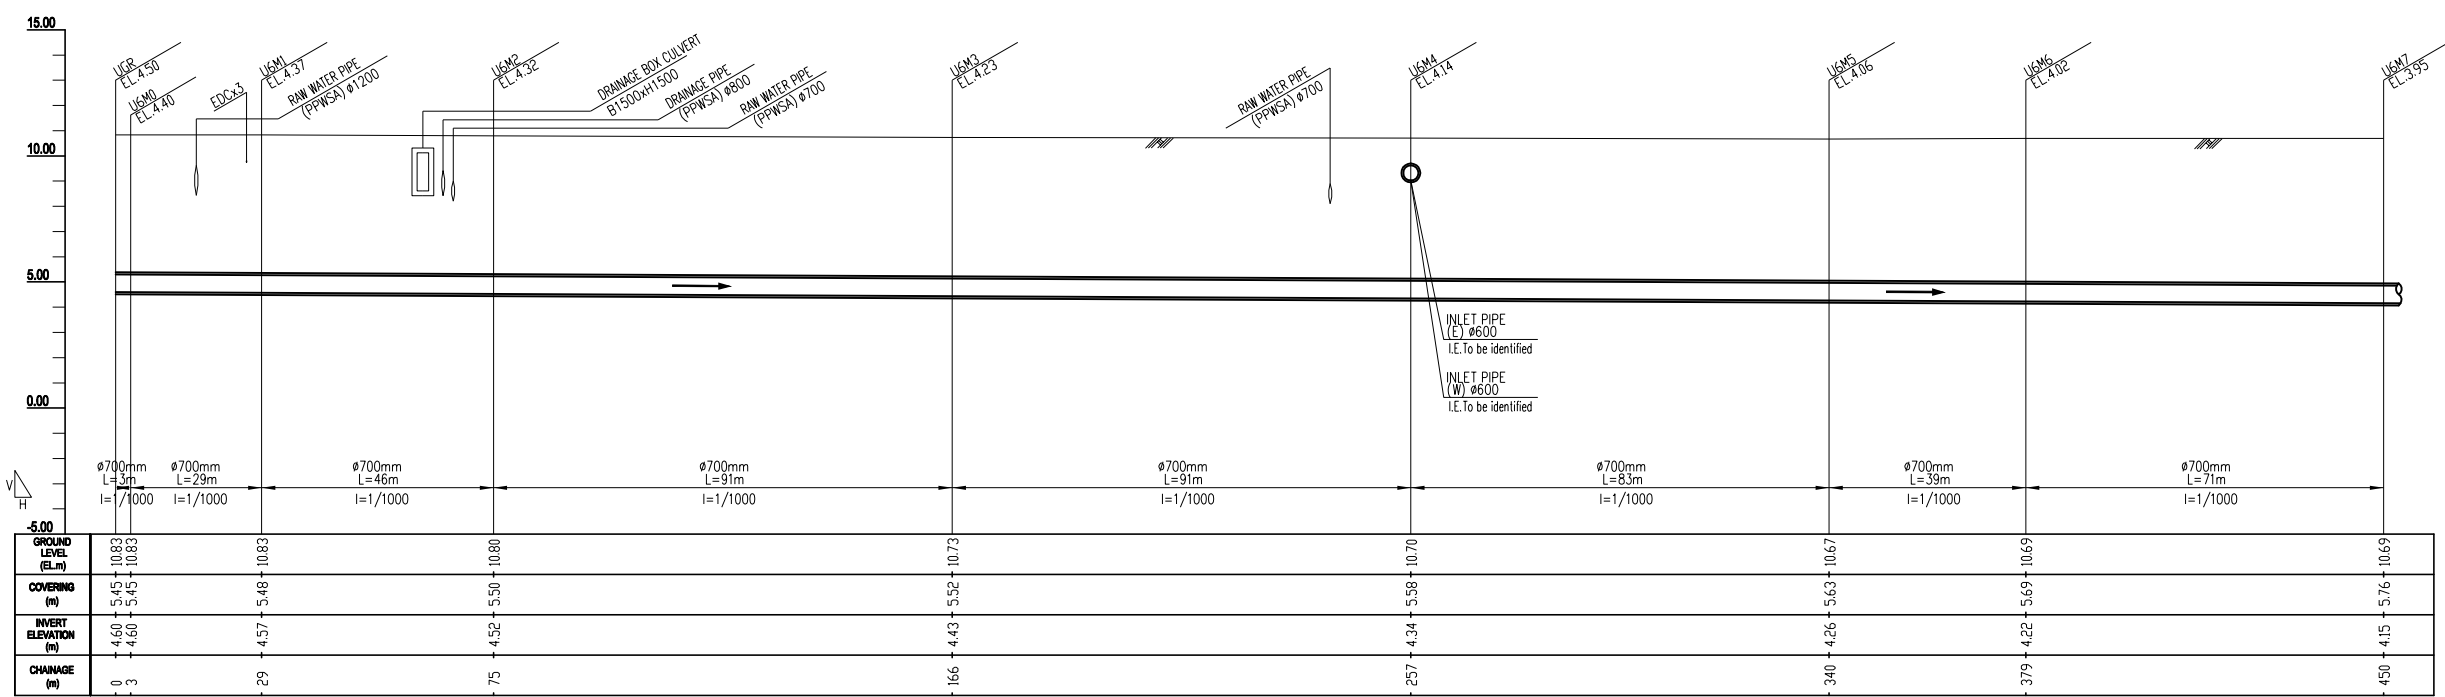 15.00
10.00
5.00
0.00
-5.00
V
H
UGR
EL.4.50
U6M0
EL.4.40
EDCx3
U6M1
EL.4.37
RAW WATER PIPE
(PPWSA) ø1200
U6M2
EL.4.32
DRAINAGE BOX CULVERT
B1500xH1500
DRAINAGE PIPE
(PPWSA) ø800
RAW WATER PIPE
(PPWSA) ø700
U6M3
EL.4.23
RAW WATER PIPE
(PPWSA) ø700
U6M4
EL.4.14
U6M5
EL.4.06
U6M6
EL.4.02
U6M7
EL.3.95
INLET PIPE
(E) ø600
I.E.To be identified
INLET PIPE
(W) ø600
I.E.To be identified
ø700mm
L=3m
I=1/1000
ø700mm
L=29m
I=1/1000
ø700mm
L=46m
I=1/1000
ø700mm
L=91m
I=1/1000
ø700mm
L=91m
I=1/1000
ø700mm
L=83m
I=1/1000
ø700mm
L=39m
I=1/1000
ø700mm
L=71m
I=1/1000
GROUND
LEVEL
(EL.m)
10.83 10.83 10.83 10.80 10.73 10.70 10.67 10.69 10.69
COVERING
(m)
5.45 5.45 5.48 5.50 5.52 5.58 5.63 5.69 5.76
INVERT
ELEVATION
(m)
4.60 4.60 4.57 4.52 4.43 4.34 4.26 4.22 4.15
CHAINAGE
(m)
0 3 29 75 166 257 340 379 450